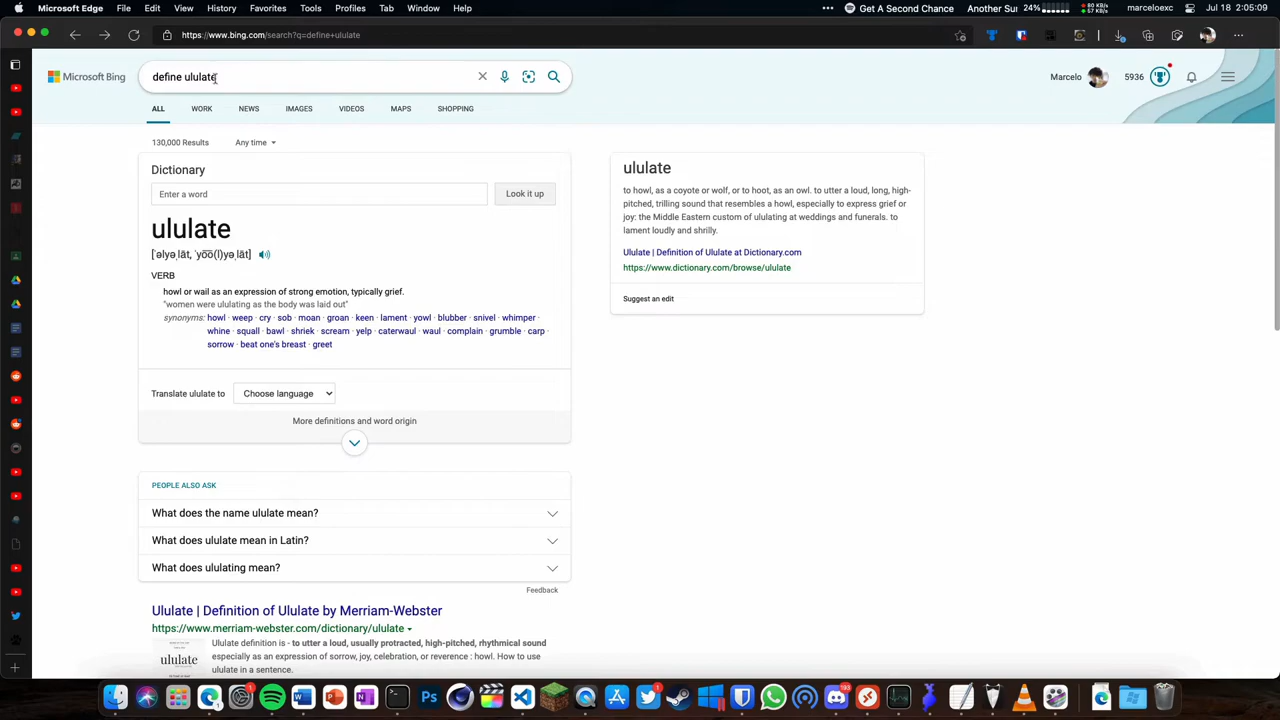 File Edit View History Favorites Tools Profiles Tab Window Help
Get A Second Chance Another Sun 24% 80 KB/s 57 KB/s marceloexc Jul 18 5:05:09
https://www.bing.com/search?q=define+ululate
Microsoft Bing
define ululate
Marcelo 5936
ALL WORK NEWS IMAGES VIDEOS MAPS SHOPPING
130,000 Results Any time
Dictionary
Enter a word Look it up
ululate
[ˈəlyəˌlāt, ˈyo͞o(l)yəˌlāt]
VERB
howl or wail as an expression of strong emotion, typically grief.
"women were ululating as the body was laid out"
synonyms: howl · weep · cry · sob · moan · groan · keen · lament · yowl · blubber · snivel · whimper ·
whine · squall · bawl · shriek · scream · yelp · caterwaul · waul · complain · grumble · carp ·
sorrow · beat one's breast · greet
Translate ululate to Choose language
More definitions and word origin
PEOPLE ALSO ASK
What does the name ululate mean?
What does ululate mean in Latin?
What does ululating mean?
Feedback
Ululate | Definition of Ululate by Merriam-Webster
https://www.merriam-webster.com/dictionary/ululate
ululate
Ululate definition is - to utter a loud, usually protracted, high-pitched, rhythmical sound
especially as an expression of sorrow, joy, celebration, or reverence : howl. How to use
ululate in a sentence.
ululate
to howl, as a coyote or wolf, or to hoot, as an owl. to utter a loud, long, high-
pitched, trilling sound that resembles a howl, especially to express grief or
joy: the Middle Eastern custom of ululating at weddings and funerals. to
lament loudly and shrilly.
Ululate | Definition of Ululate at Dictionary.com
https://www.dictionary.com/browse/ululate
Suggest an edit